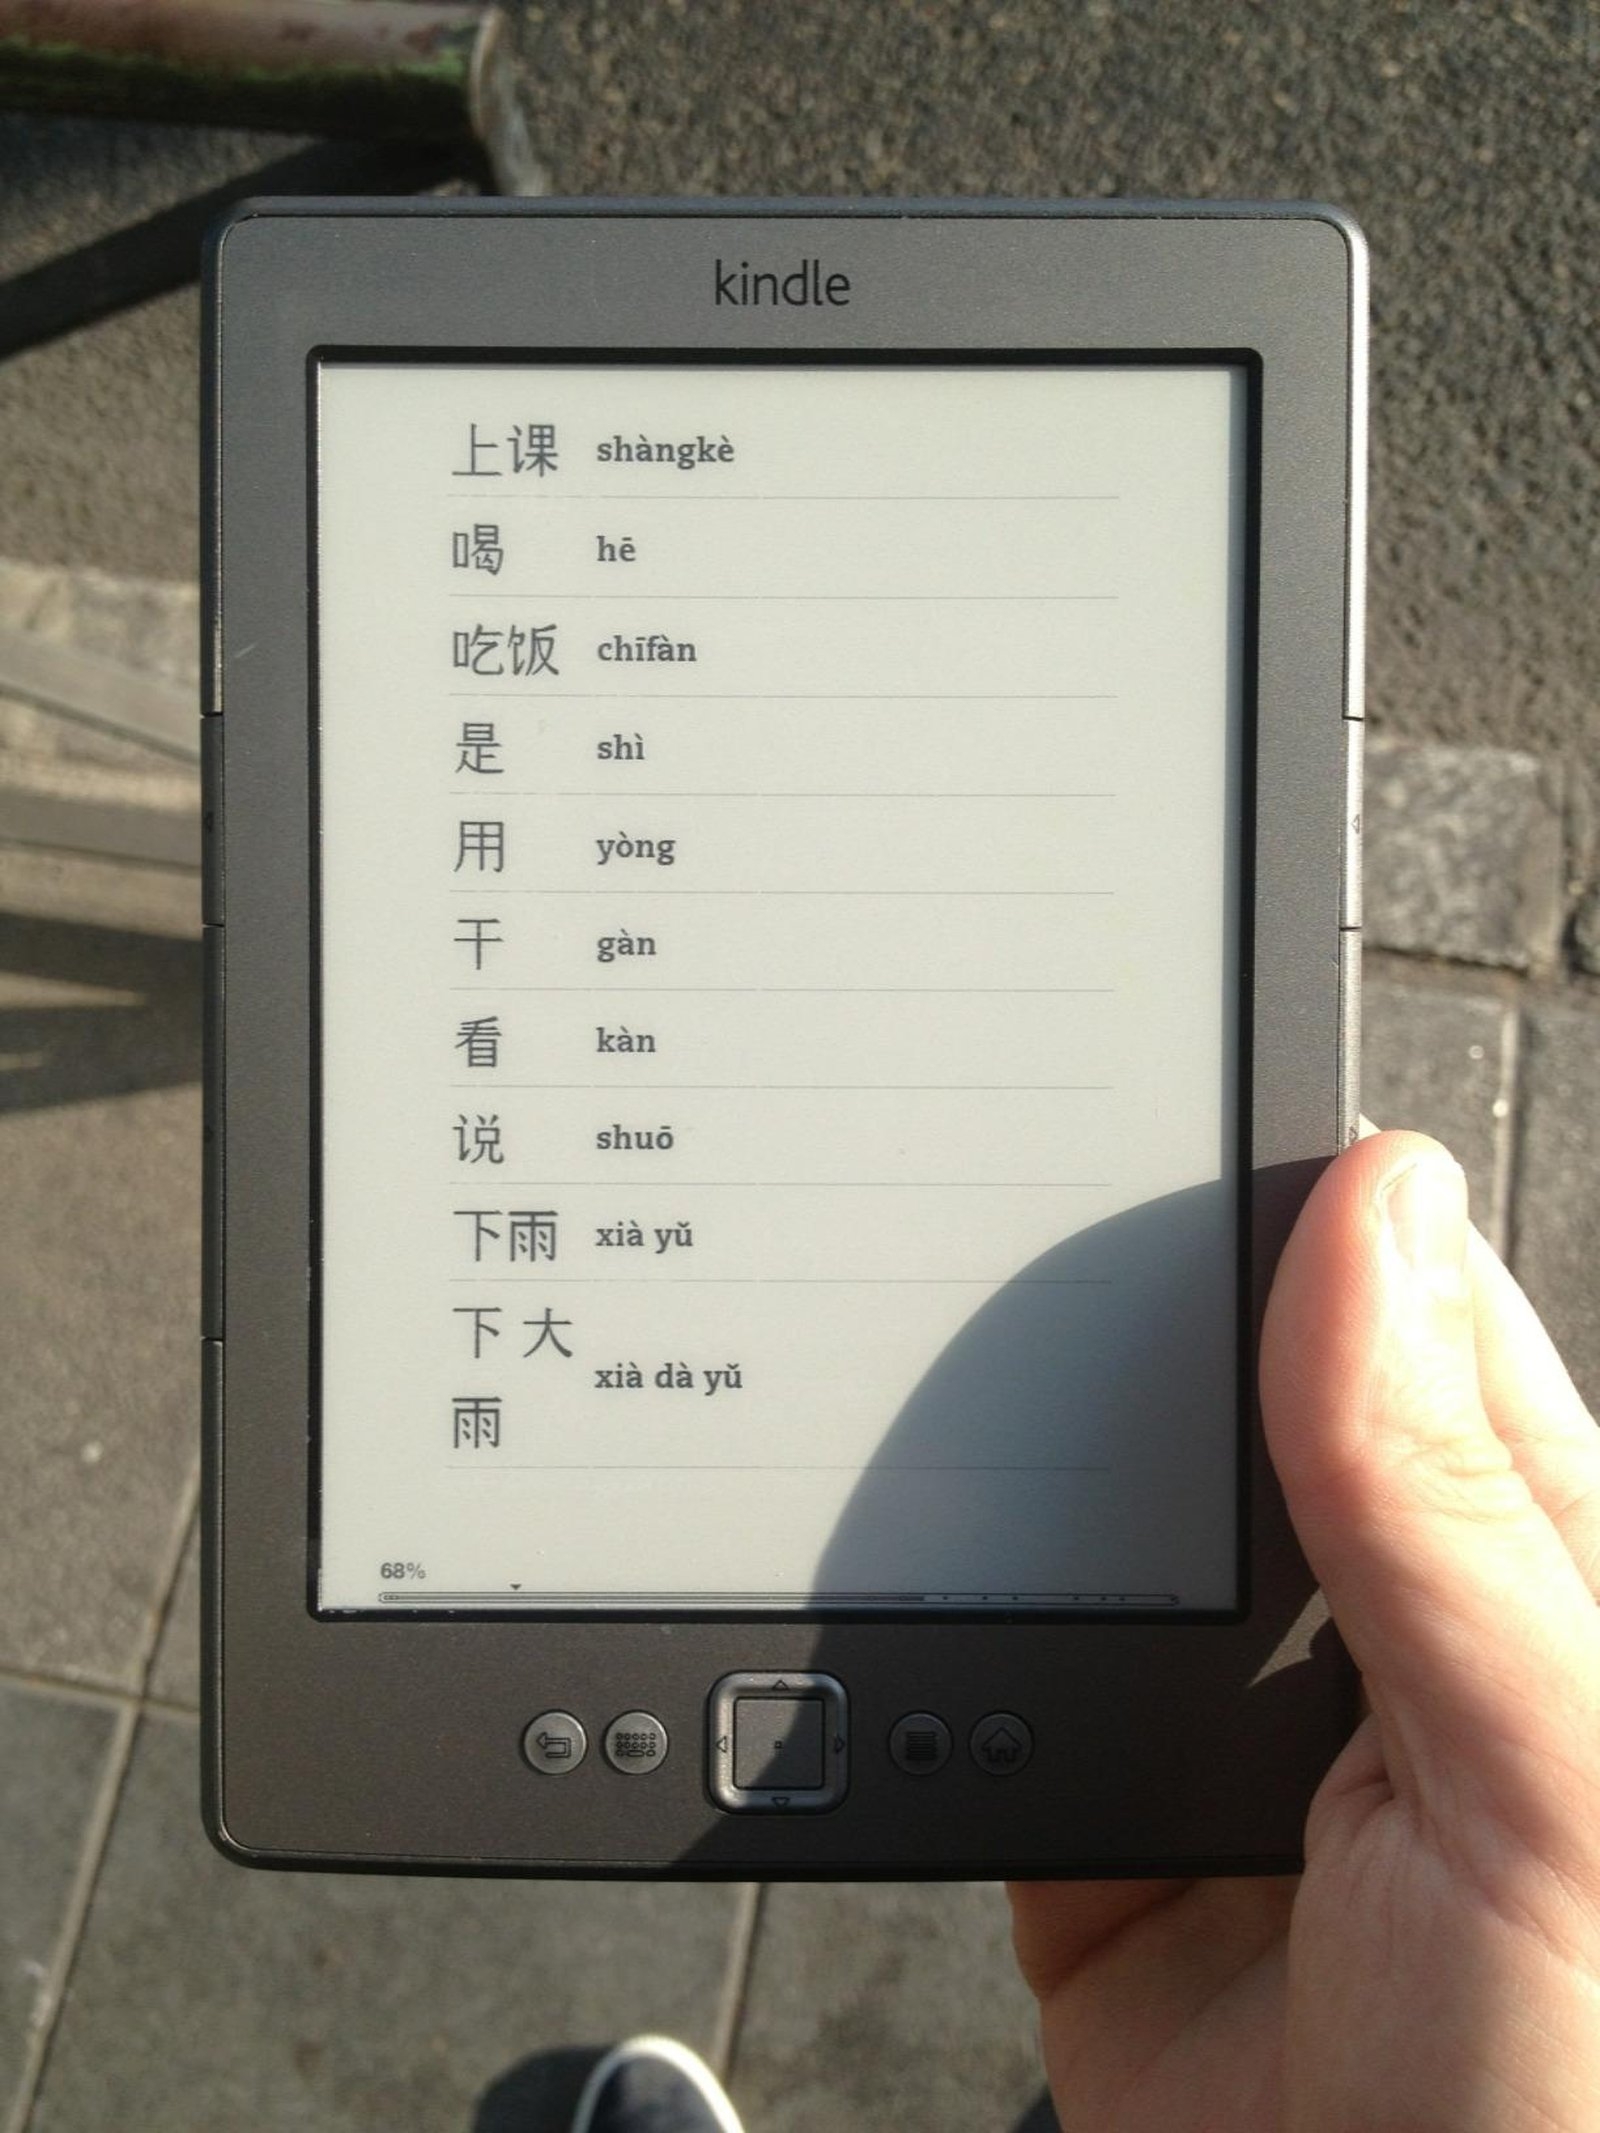 kindle
上课 shàngkè
喝 hē
吃饭 chīfàn
是 shì
用 yòng
干 gàn
看 kàn
说 shuō
下雨 xià yǔ
下 大
雨 xià dà yǔ
68%